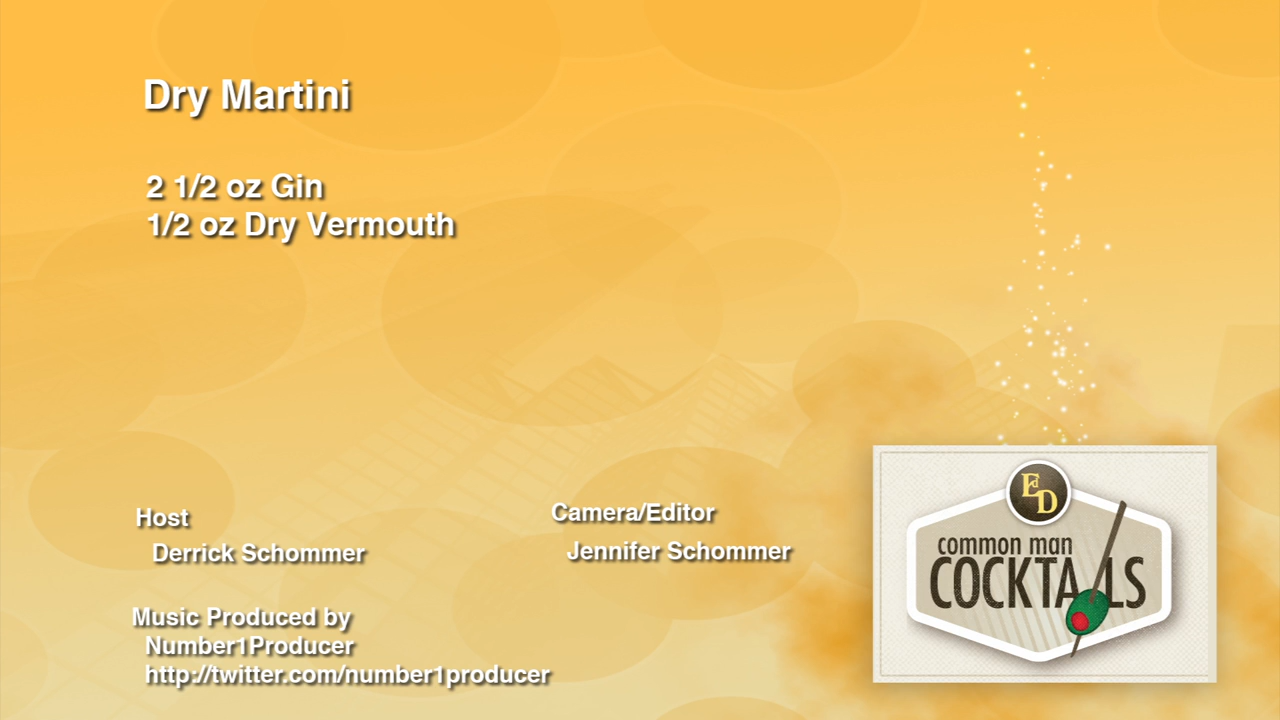 Dry Martini
2 1/2 oz Gin
1/2 oz Dry Vermouth
Host
Derrick Schommer
Camera/Editor
Jennifer Schommer
Music Produced by
Number1Producer
http://twitter.com/number1producer
EdD
common man
COCKTAILS